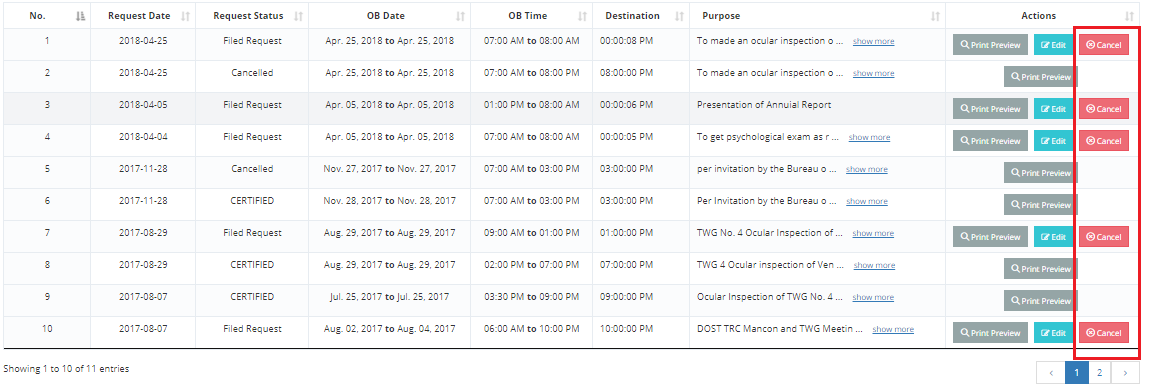 No. Request Date Request Status OB Date OB Time Destination Purpose Actions
1 2018-04-25 Filed Request Apr. 25, 2018 to Apr. 25, 2018 07:00 AM to 08:00 AM 00:00:08 PM To made an ocular inspection o ... show more Print Preview Edit Cancel
2 2018-04-25 Cancelled Apr. 25, 2018 to Apr. 25, 2018 07:00 AM to 08:00 PM 08:00:00 PM To made an ocular inspection o ... show more Print Preview
3 2018-04-05 Filed Request Apr. 05, 2018 to Apr. 05, 2018 01:00 PM to 08:00 AM 00:00:06 PM Presentation of Annuial Report Print Preview Edit Cancel
4 2018-04-04 Filed Request Apr. 05, 2018 to Apr. 05, 2018 07:00 AM to 08:00 AM 00:00:05 PM To get psychological exam as r ... show more Print Preview Edit Cancel
5 2017-11-28 Cancelled Nov. 27, 2017 to Nov. 27, 2017 07:00 AM to 03:00 PM 03:00:00 PM per invitation by the Bureau o ... show more Print Preview
6 2017-11-28 CERTIFIED Nov. 28, 2017 to Nov. 28, 2017 07:00 AM to 03:00 PM 03:00:00 PM Per Invitation by the Bureau o ... show more Print Preview
7 2017-08-29 Filed Request Aug. 29, 2017 to Aug. 29, 2017 09:00 AM to 01:00 PM 01:00:00 PM TWG No. 4 Ocular Inspection of ... show more Print Preview Edit Cancel
8 2017-08-29 CERTIFIED Aug. 29, 2017 to Aug. 29, 2017 02:00 PM to 07:00 PM 07:00:00 PM TWG 4 Ocular inspection of Ven ... show more Print Preview
9 2017-08-07 CERTIFIED Jul. 25, 2017 to Jul. 25, 2017 03:30 PM to 09:00 PM 09:00:00 PM Ocular Inspection of TWG No. 4 ... show more Print Preview
10 2017-08-07 Filed Request Aug. 02, 2017 to Aug. 04, 2017 06:00 AM to 10:00 PM 10:00:00 PM DOST TRC Mancon and TWG Meetin ... show more Print Preview Edit Cancel
Showing 1 to 10 of 11 entries ‹ 1 2 ›